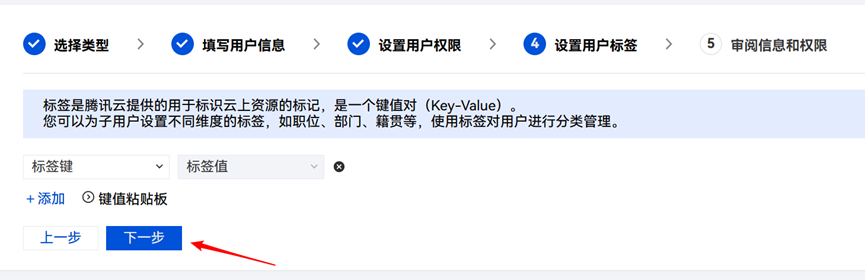 选择类型 填写用户信息 设置用户权限 4 设置用户标签 5 审阅信息和权限
标签是腾讯云提供的用于标识云上资源的标记，是一个键值对（Key-Value）。
您可以为子用户设置不同维度的标签，如职位、部门、籍贯等，使用标签对用户进行分类管理。
标签键 标签值
+ 添加 键值粘贴板
上一步 下一步